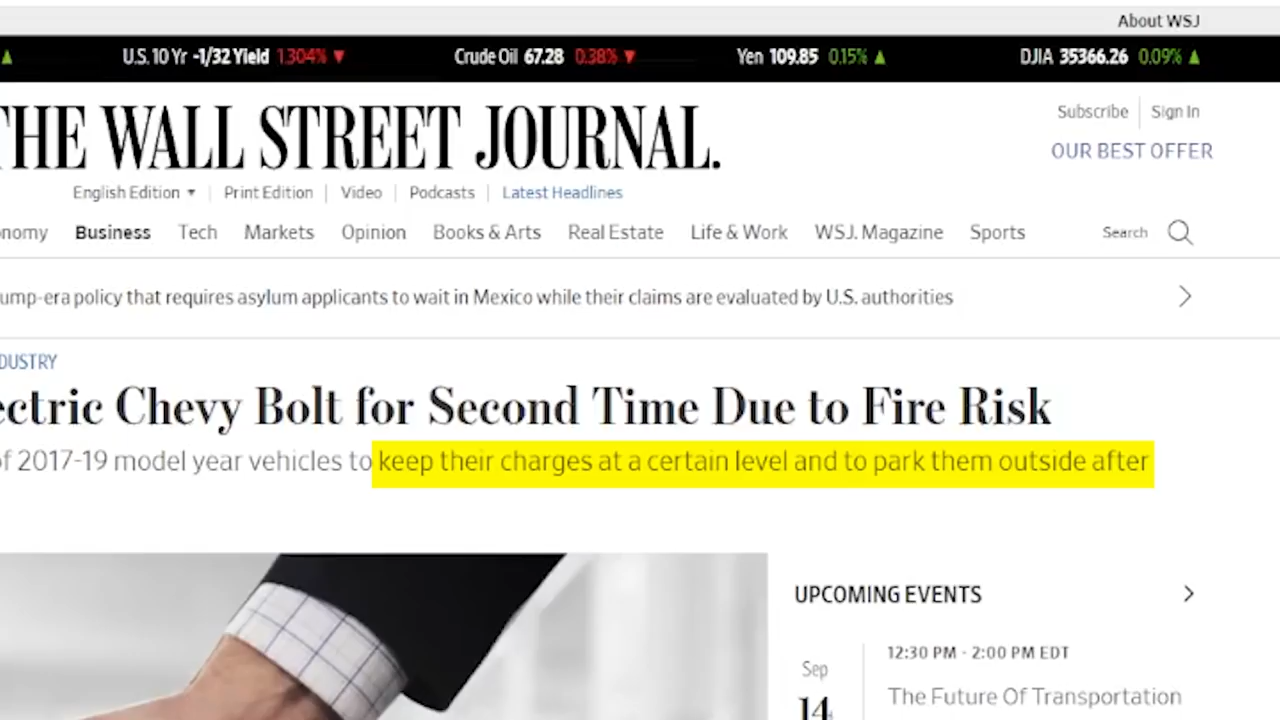 About WSJ
U.S. 10 Yr -1/32 Yield 1.304% ▼ Crude Oil 67.28 0.38% ▼ Yen 109.85 0.15% ▲ DJIA 35366.26 0.09% ▲
THE WALL STREET JOURNAL.
Subscribe | Sign In
OUR BEST OFFER
English Edition ▼ | Print Edition | Video | Podcasts | Latest Headlines
onomy Business Tech Markets Opinion Books & Arts Real Estate Life & Work WSJ. Magazine Sports Search
ump-era policy that requires asylum applicants to wait in Mexico while their claims are evaluated by U.S. authorities
DUSTRY
ectric Chevy Bolt for Second Time Due to Fire Risk
of 2017-19 model year vehicles to keep their charges at a certain level and to park them outside after
UPCOMING EVENTS
12:30 PM - 2:00 PM EDT
Sep
14
The Future Of Transportation